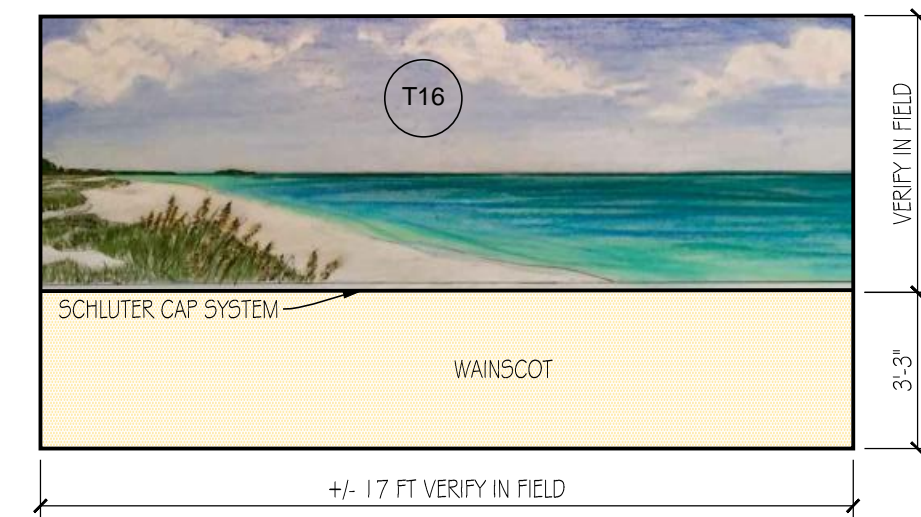 T16
VERIFY IN FIELD
SCHLUTER CAP SYSTEM
WAINSCOT
3'-3"
+/- 17 FT VERIFY IN FIELD